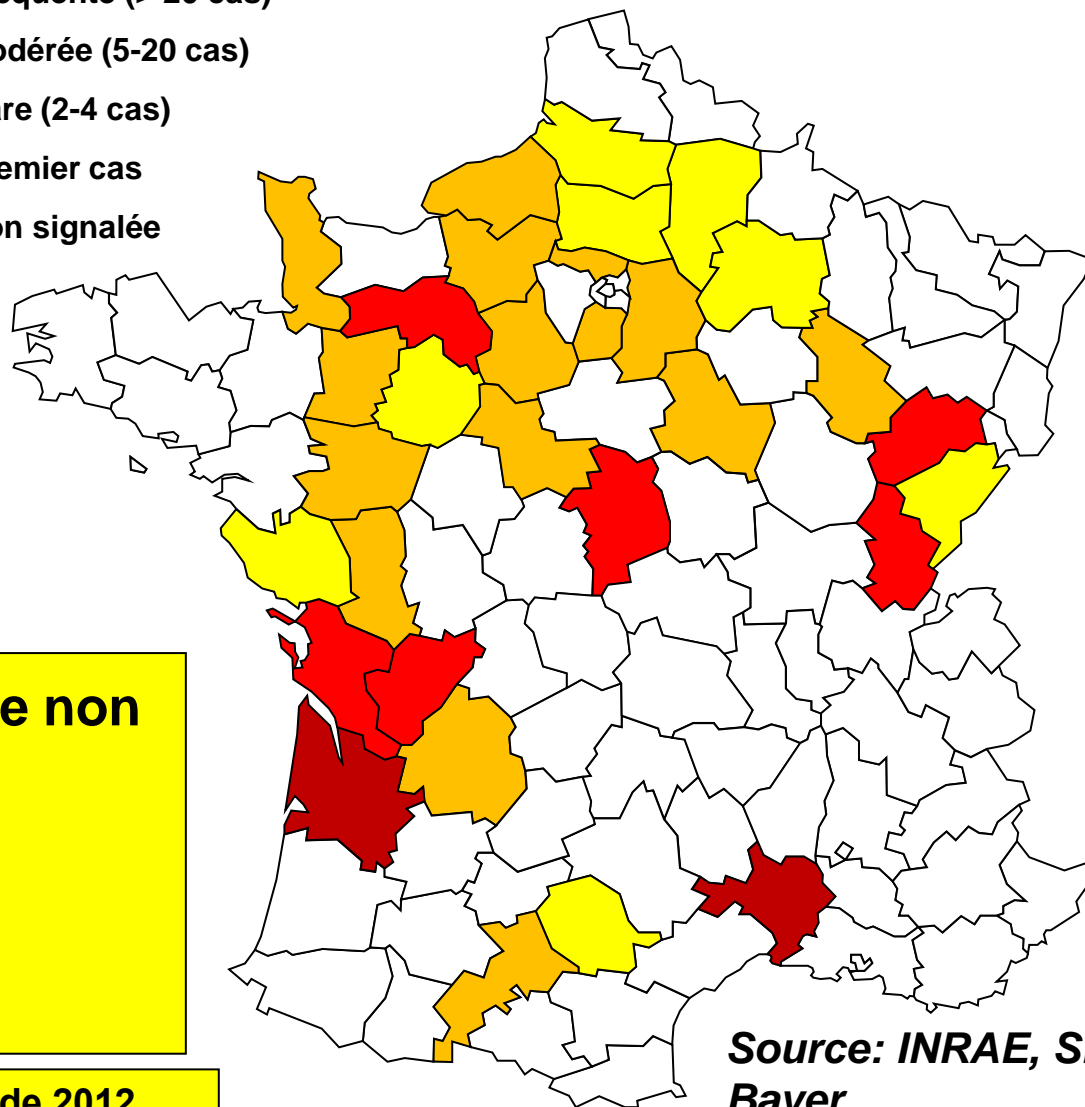 odérée (5-20 cas)
are (2-4 cas)
emier cas
on signalée
e non
de 2012
Source: INRAE, S
Bayer